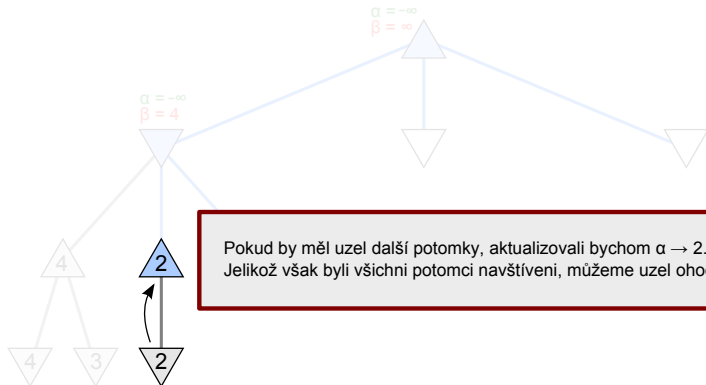 α = -∞
β = ∞
α = -∞
β = 4
Pokud by měl uzel další potomky, aktualizovali bychom α → 2.
Jelikož však byli všichni potomci navštíveni, můžeme uzel
4
2
4
3
2